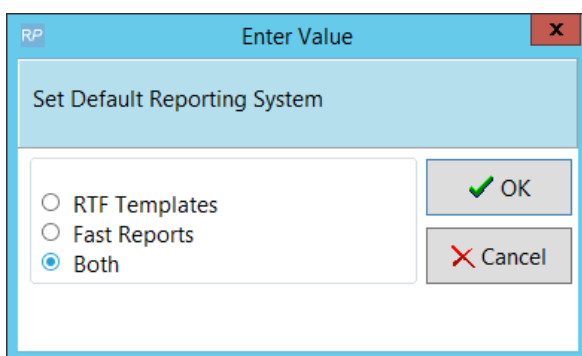 RP Enter Value x
Set Default Reporting System
RTF Templates
Fast Reports
Both
OK
Cancel